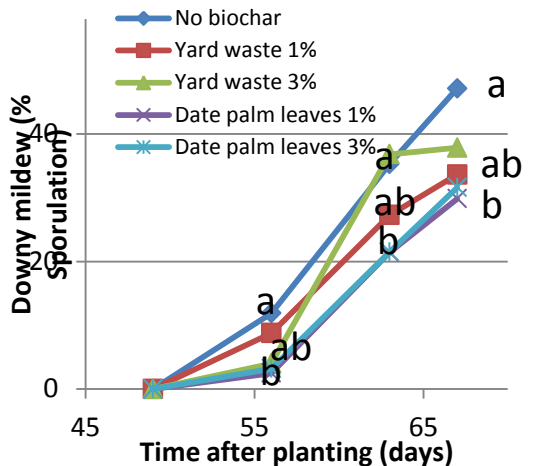 No biochar
Yard waste 1%
Yard waste 3%
Date palm leaves 1%
Date palm leaves 3%
Downy mildew (%
sporulation)
40
20
0
a
a
ab
ab
ab
b
b
a
ab
b
45
55
65
Time after planting (days)